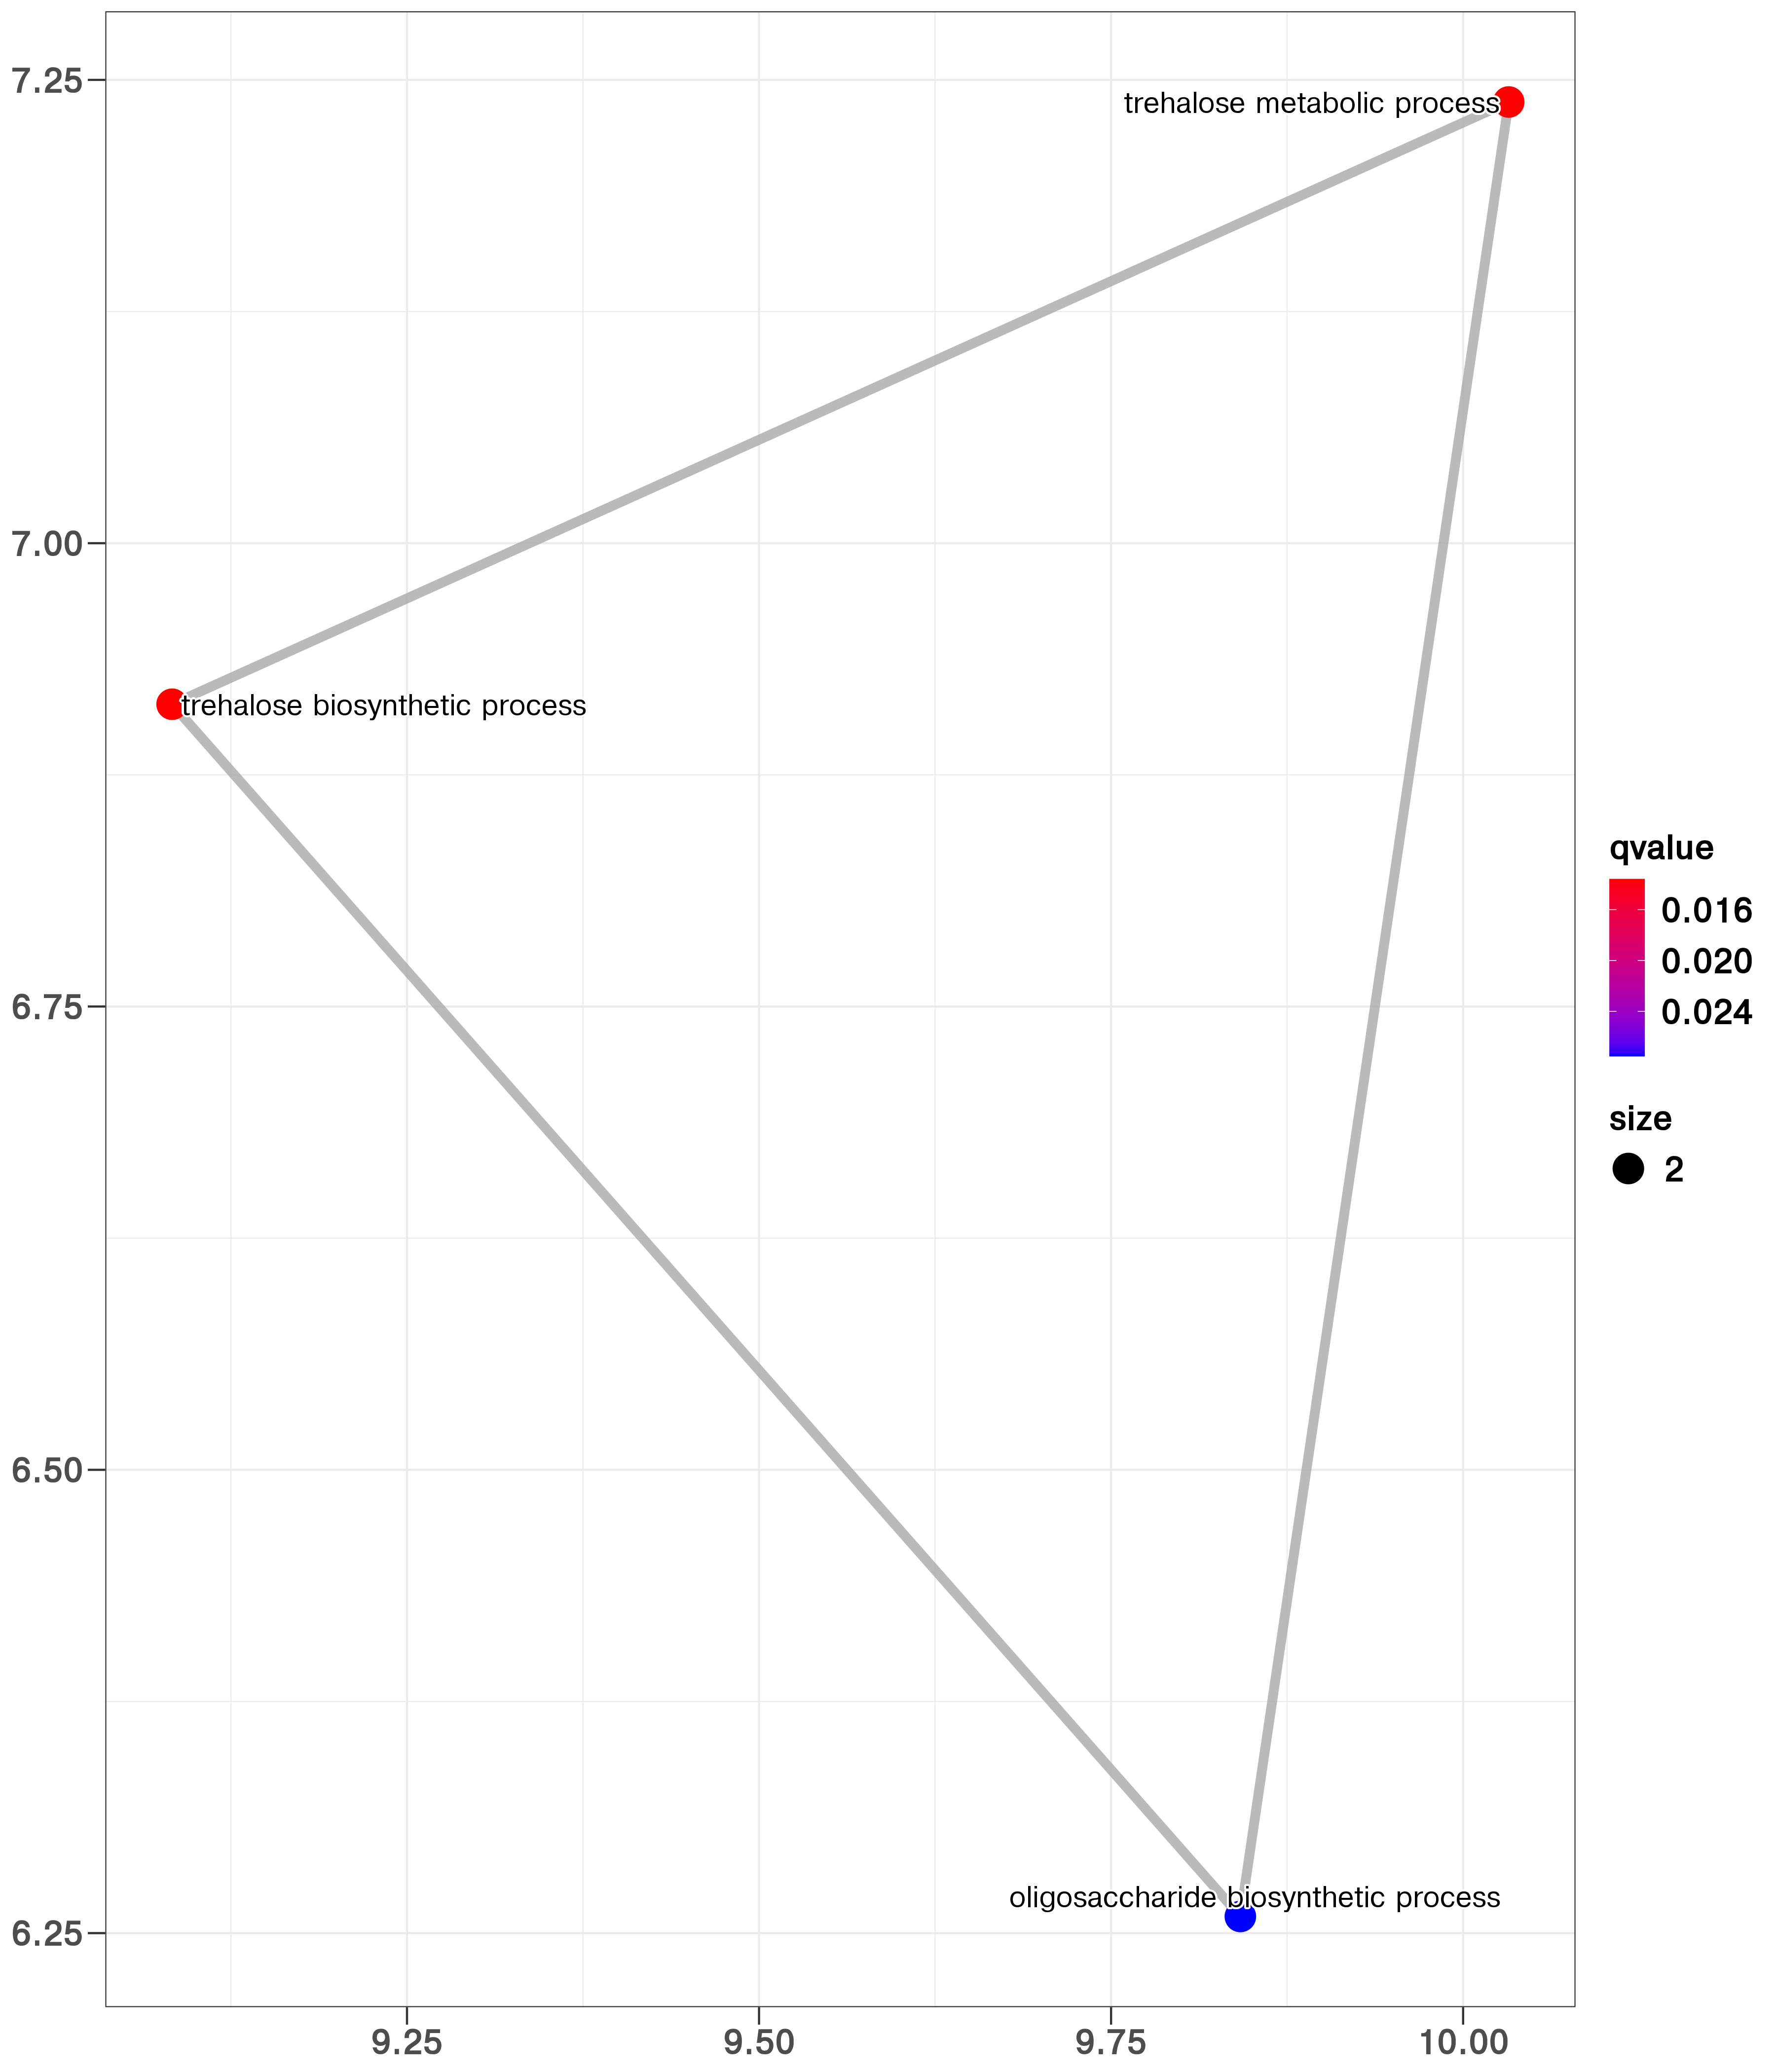 7.25
trehalose metabolic process
7.00
trehalose biosynthetic process
6.75
6.50
oligosaccharide biosynthetic process
6.25
9.25 9.50 9.75 10.00
qvalue
0.016
0.020
0.024
size
2